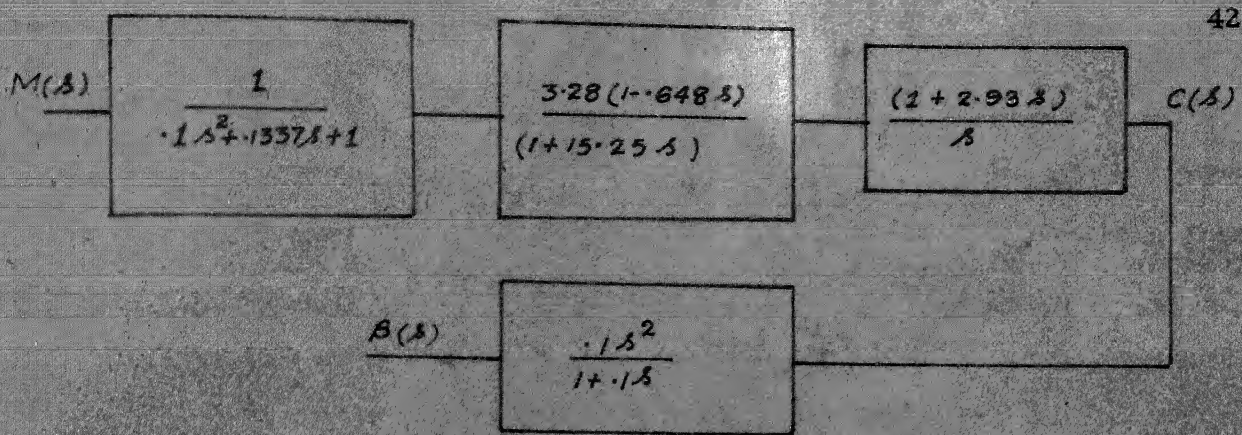 42
M(s)
1
.1s²+.1337s+1
3.28(1-.648s)
(1+15.25s)
(1+2.93s)
s
C(s)
B(s)
.1s²
1+.1s